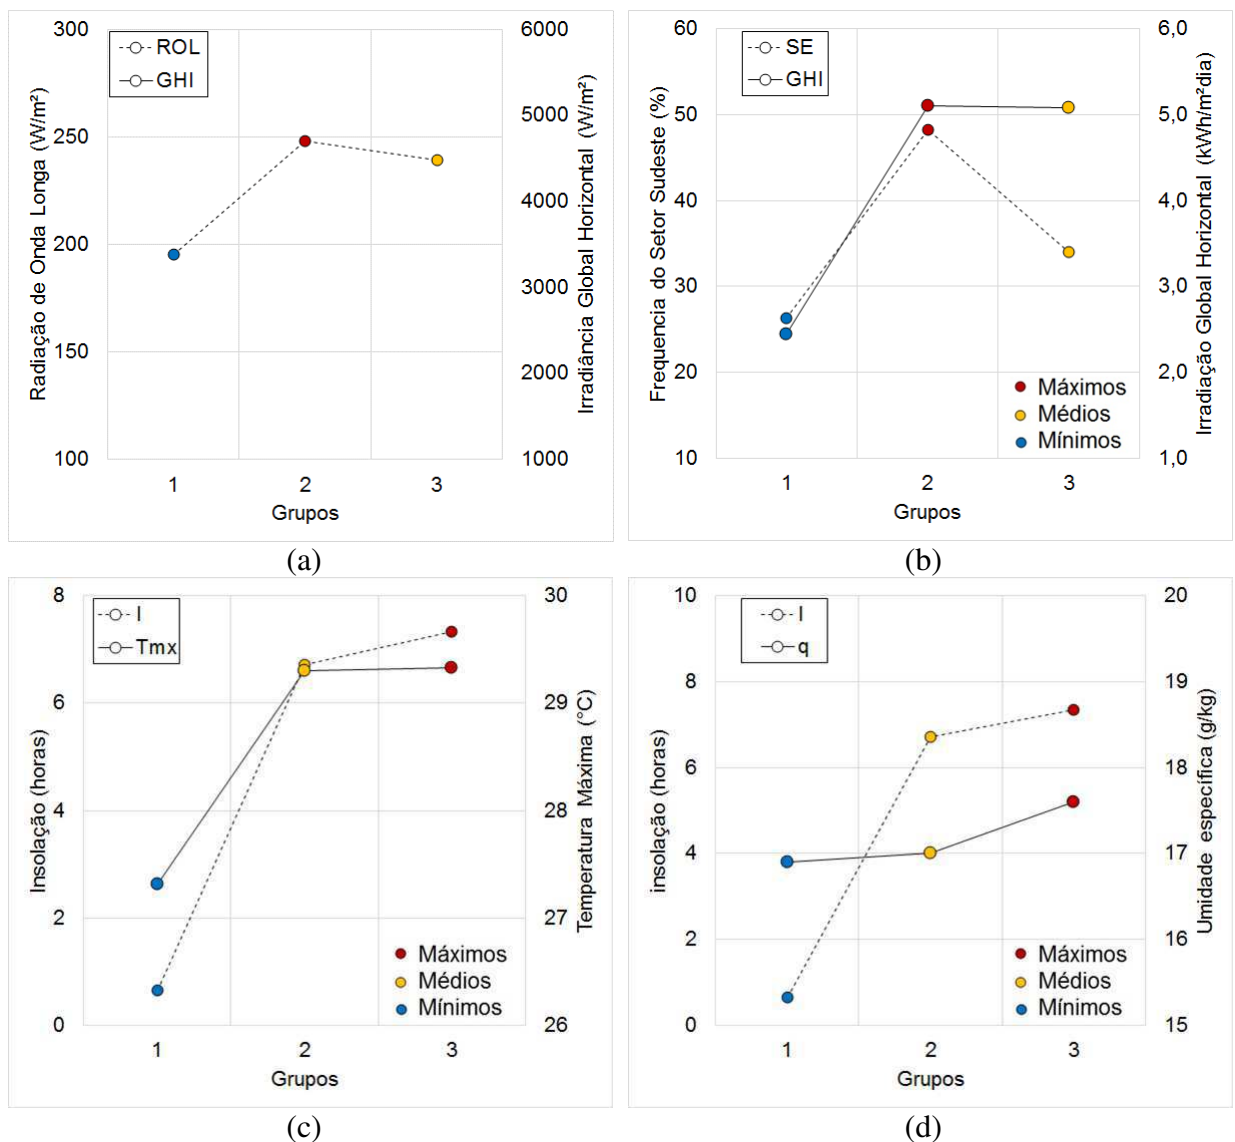 300
250
200
150
100
Radiação de Onda Longa (W/m²)
ROL
GHI
6000
5000
4000
3000
2000
1000
Irradiância Global Horizontal (W/m²)
1 2 3
Grupos
(a)
60
50
40
30
20
10
Frequencia do Setor Sudeste (%)
SE
GHI
6,0
5,0
4,0
3,0
2,0
1,0
Irradiação Global Horizontal (kWh/m²dia)
Máximos
Médios
Mínimos
1 2 3
Grupos
(b)
8
6
4
2
0
Insolação (horas)
I
Tmx
30
29
28
27
26
Temperatura Máxima (°C)
Máximos
Médios
Mínimos
1 2 3
Grupos
(c)
10
8
6
4
2
0
insolação (horas)
I
q
20
19
18
17
16
15
Umidade específica (g/kg)
Máximos
Médios
Mínimos
1 2 3
Grupos
(d)